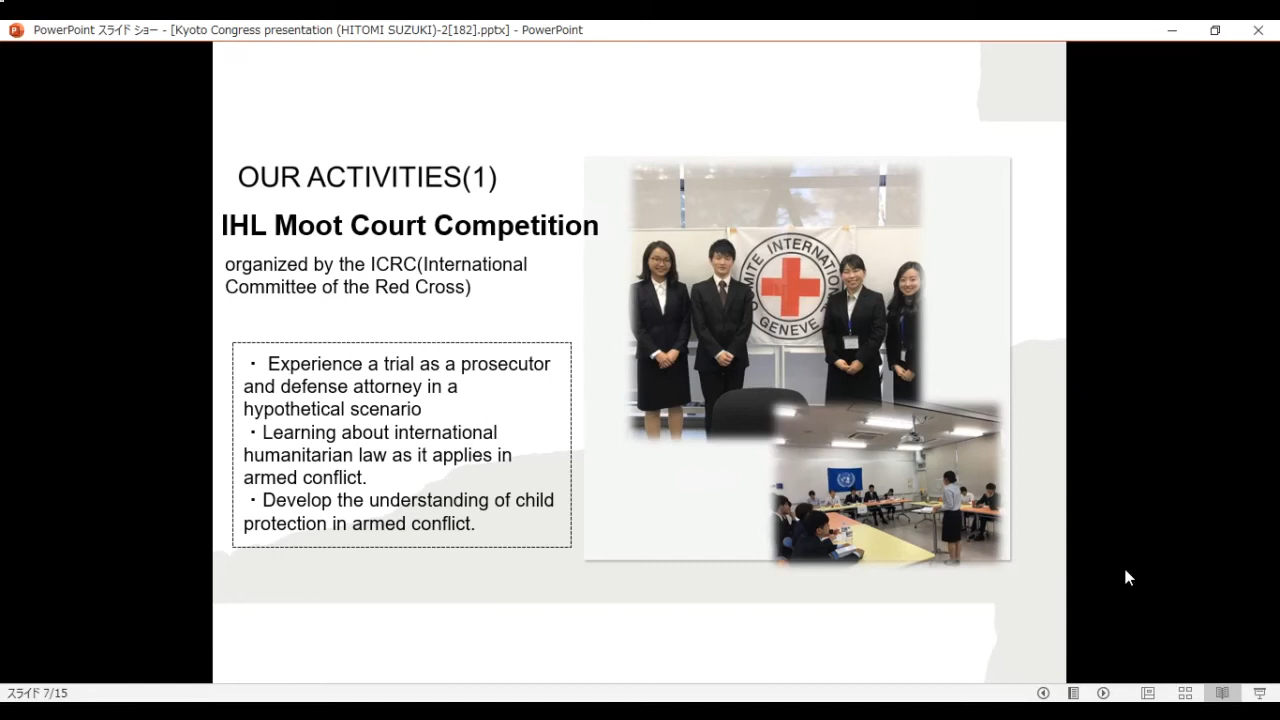 PowerPoint スライド ショー - [Kyoto Congress presentation (HITOMI SUZUKI)-2[182].pptx] - PowerPoint
OUR ACTIVITIES(1)
IHL Moot Court Competition
organized by the ICRC(International
Committee of the Red Cross)
・ Experience a trial as a prosecutor
and defense attorney in a
hypothetical scenario
・Learning about international
humanitarian law as it applies in
armed conflict.
・Develop the understanding of child
protection in armed conflict.
COMITE INTERNATIONAL
GENEVE
スライド 7/15